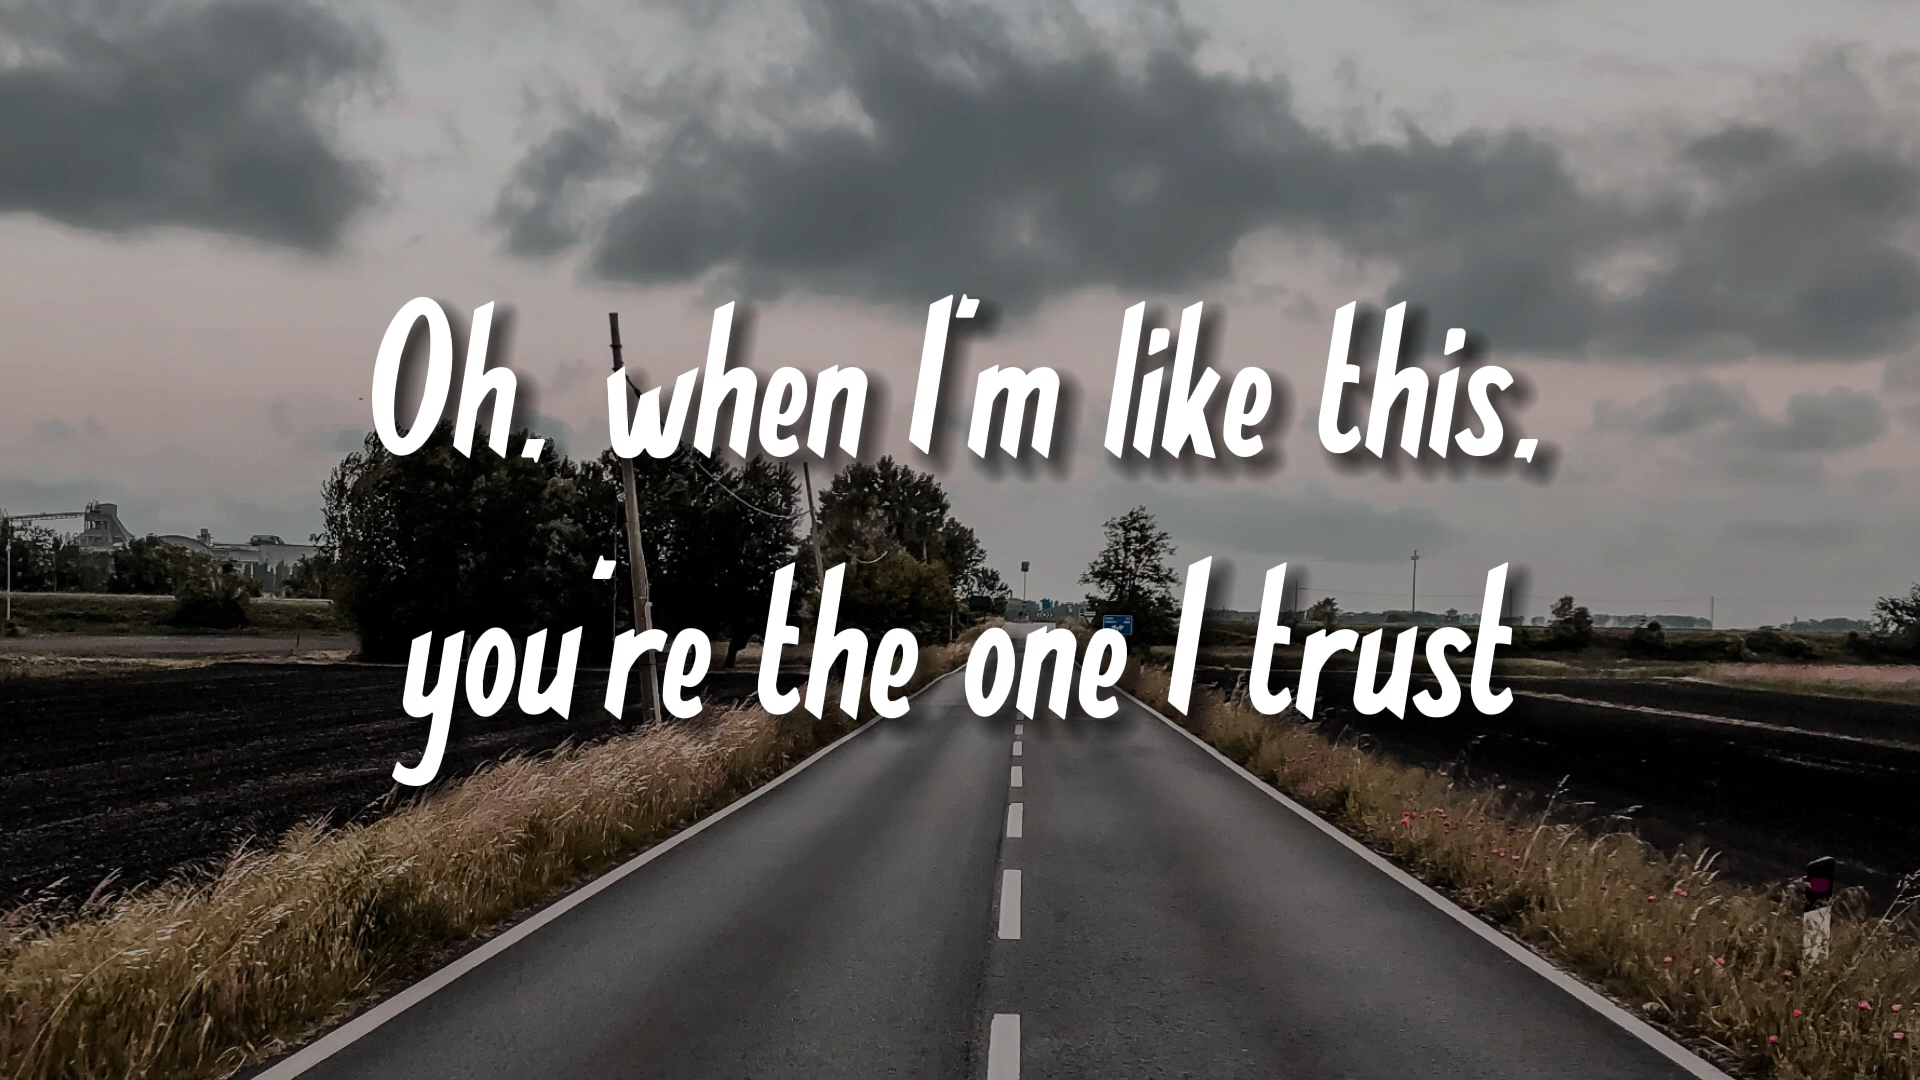 Oh, when I'm like this,
you're the one I trust